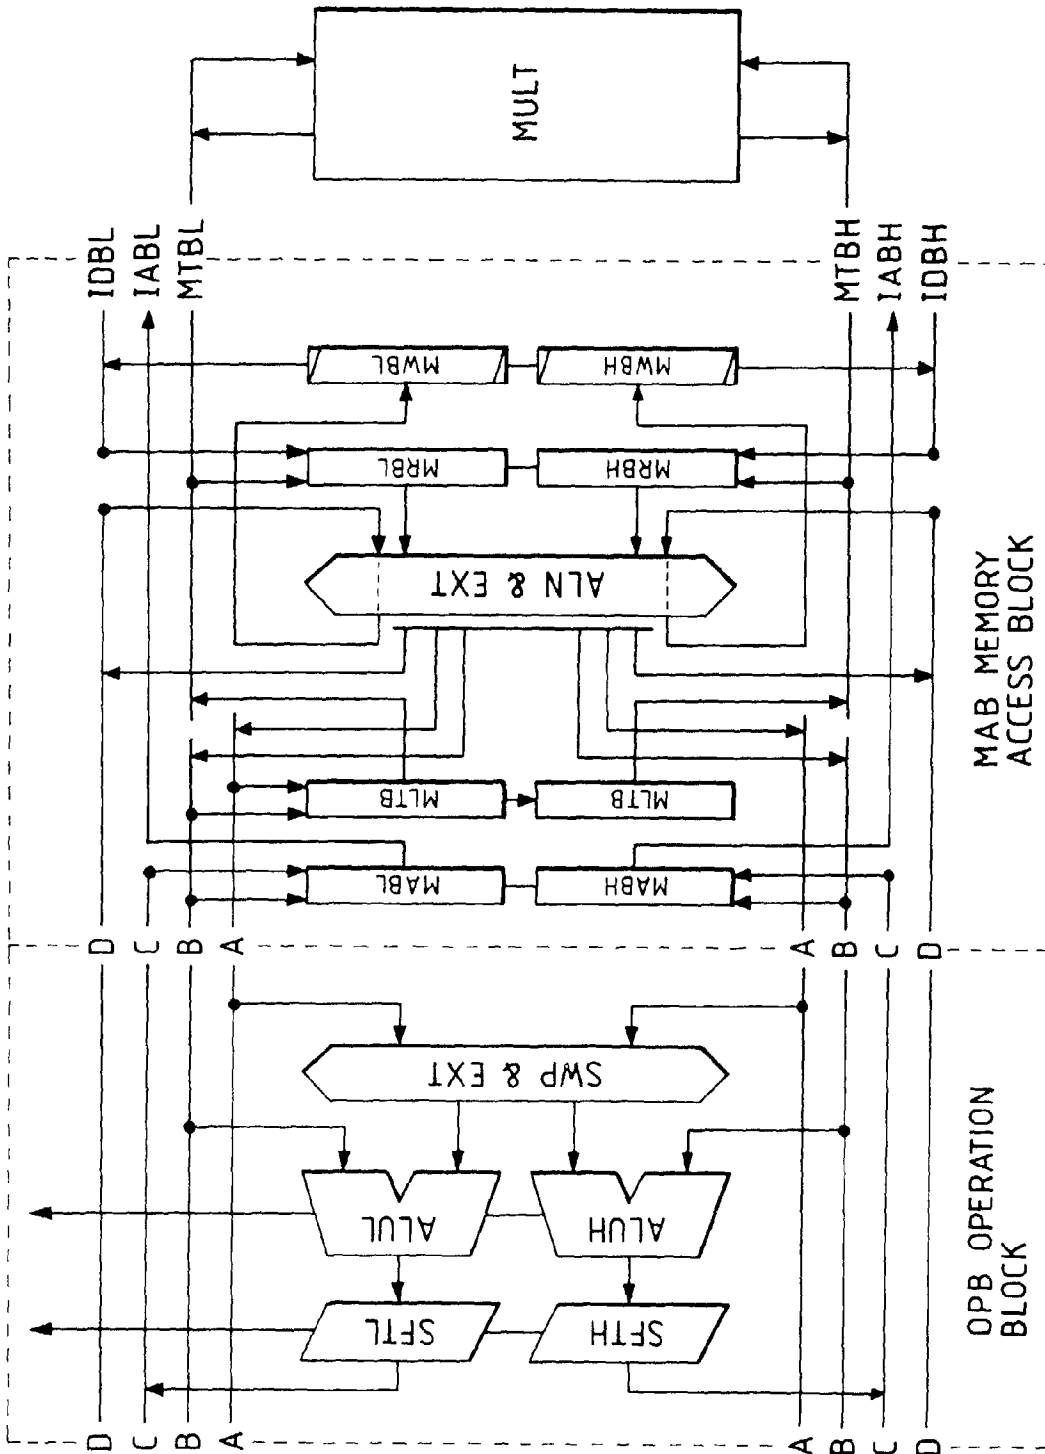 MULT
IDBL
IABL
MTBL
MTBH
IABH
IDBH
MWBL
MWBH
MRBL
MRBH
ALN & EXT
MLTB
MLTB
MABL
MABH
MAB MEMORY
ACCESS BLOCK
D
C
B
A
A
B
C
D
SWP & EXT
ALUL
ALUH
SFTL
SFTH
OPB OPERATION
BLOCK
D
C
B
A
A
B
C
D